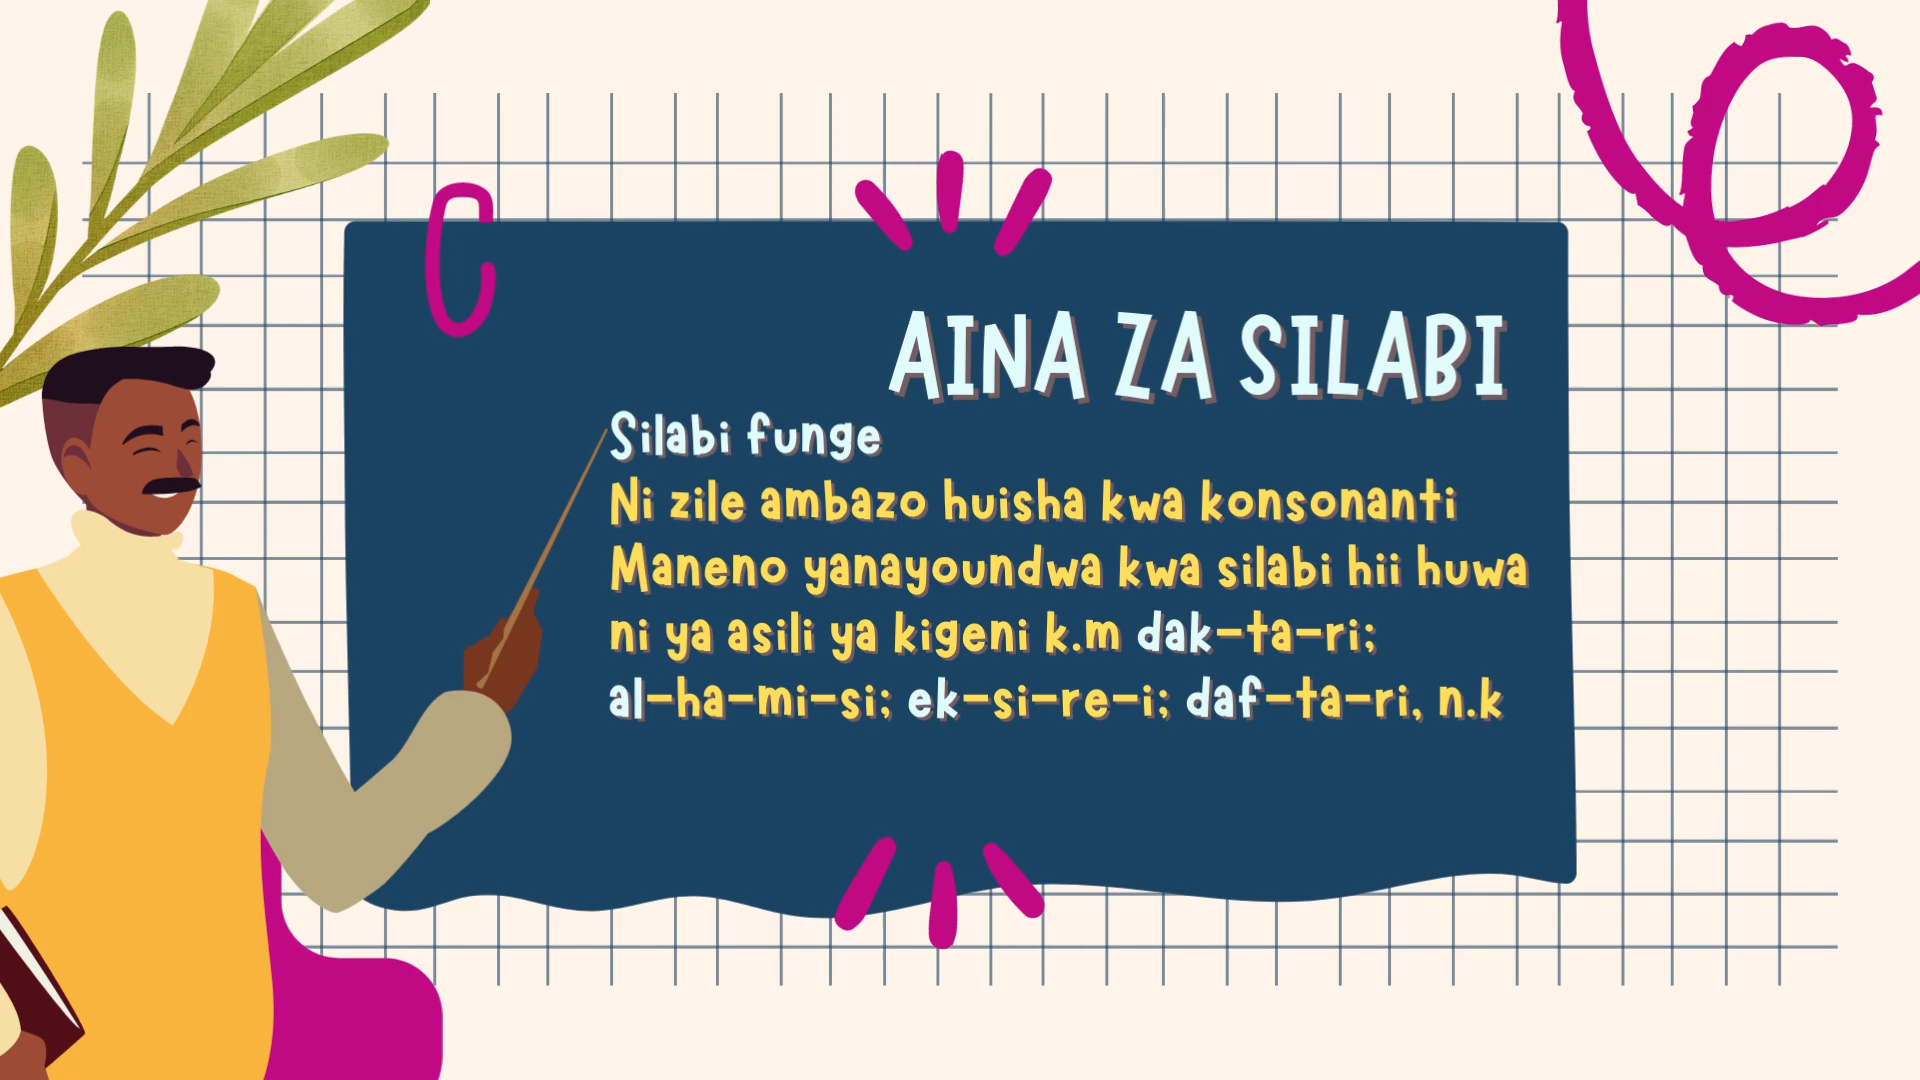 AINA ZA SILABI
Silabi funge
Ni zile ambazo huisha kwa konsonanti
Maneno yanayoundwa kwa silabi hii huwa
ni ya asili ya kigeni k.m dak-ta-ri;
al-ha-mi-si; ek-si-re-i; daf-ta-ri, n.k